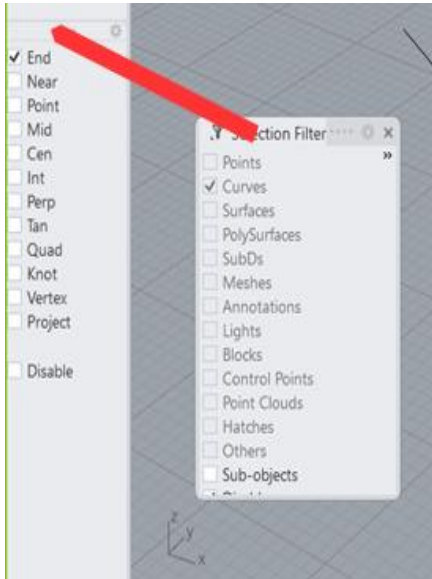 End
Near
Point
Mid
Cen
Int
Perp
Tan
Quad
Knot
Vertex
Project
Disable
Filter
»
Points
Curves
Surfaces
PolySurfaces
SubDs
Meshes
Annotations
Lights
Blocks
Control Points
Point Clouds
Hatches
Others
Sub-objects
z
y
x